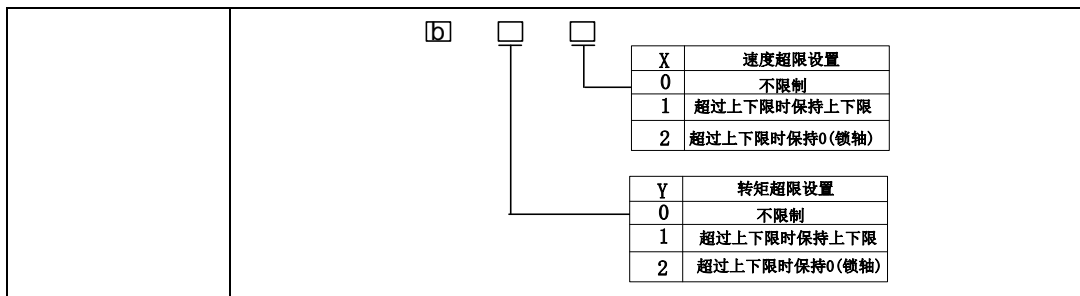 b
X 速度超限设置
0 不限制
1 超过上下限时保持上下限
2 超过上下限时保持0(锁轴)
Y 转矩超限设置
0 不限制
1 超过上下限时保持上下限
2 超过上下限时保持0(锁轴)